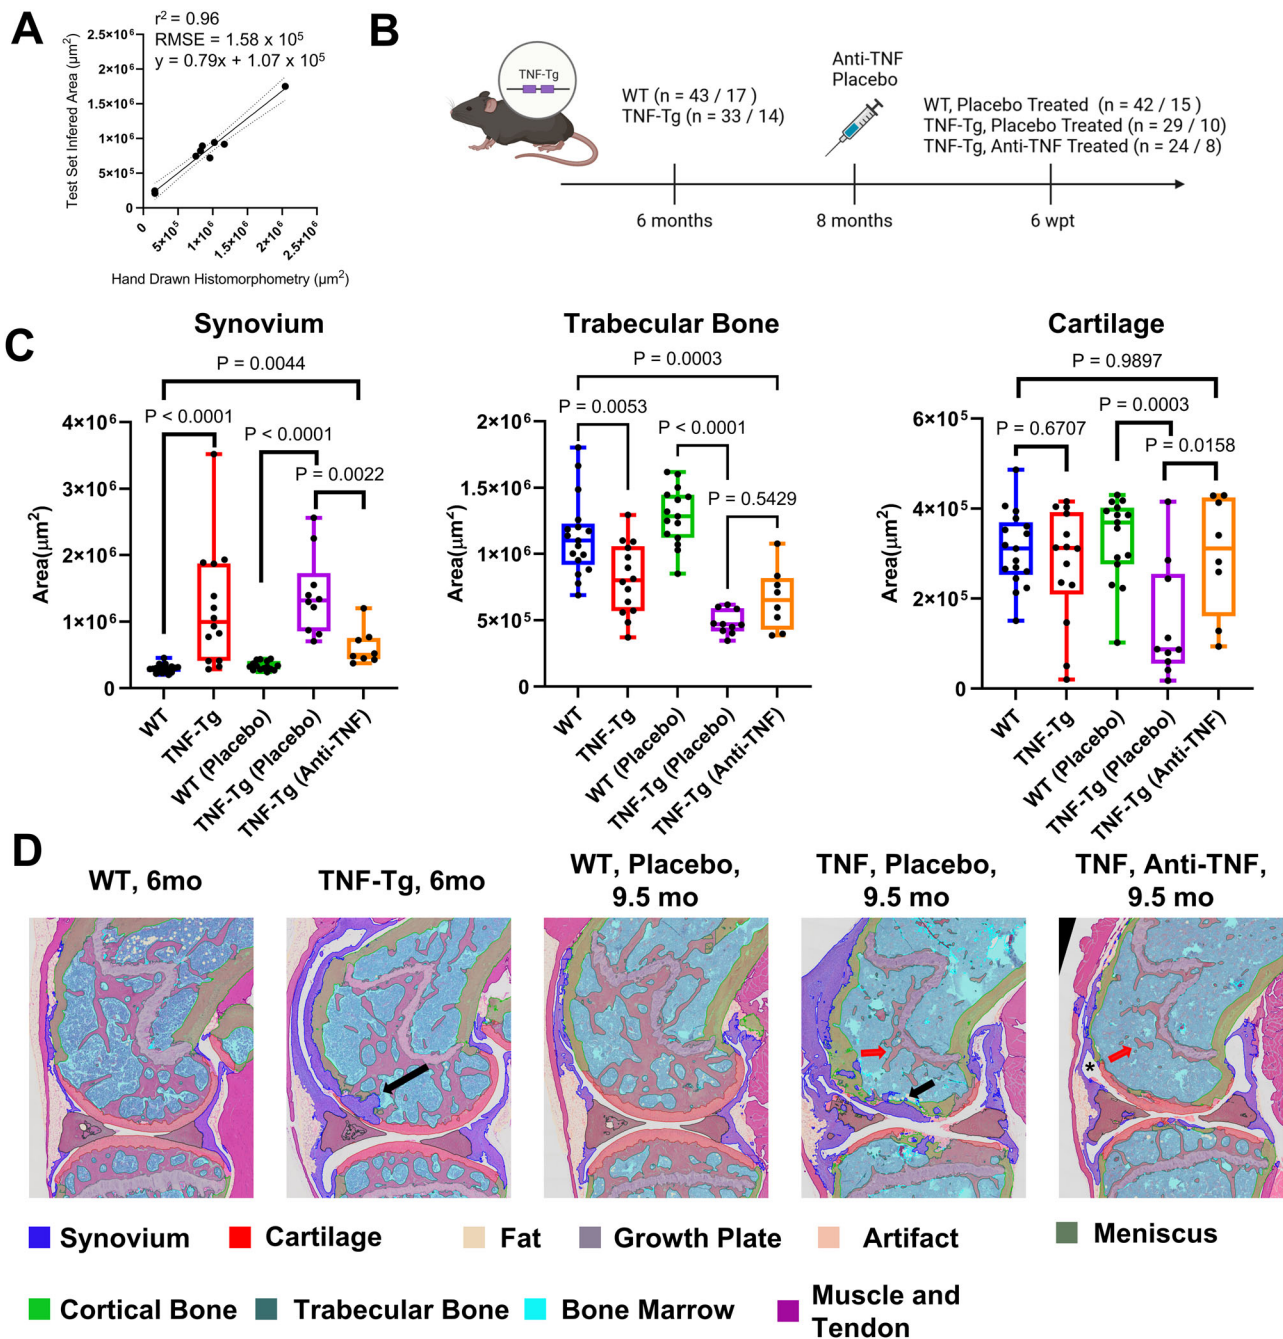 A
r² = 0.96
RMSE = 1.58 x 10⁵
y = 0.79x + 1.07 x 10⁵
Test Set Infered Area (µm²)
2.5×10⁶
2×10⁶
1.5×10⁶
1×10⁶
5×10⁵
0
0
5×10⁵
1×10⁶
1.5×10⁶
2×10⁶
2.5×10⁶
Hand Drawn Histomorphometry (µm²)
B
TNF-Tg
WT (n = 43 / 17 )
TNF-Tg (n = 33 / 14)
Anti-TNF
Placebo
WT, Placebo Treated (n = 42 / 15 )
TNF-Tg, Placebo Treated (n = 29 / 10)
TNF-Tg, Anti-TNF Treated (n = 24 / 8)
6 months
8 months
6 wpt
C
Synovium
P = 0.0044
P < 0.0001
P < 0.0001
P = 0.0022
Area(µm²)
4×10⁶
3×10⁶
2×10⁶
1×10⁶
0
WT
TNF-Tg
WT (Placebo)
TNF-Tg (Placebo)
TNF-Tg (Anti-TNF)
Trabecular Bone
P = 0.0003
P = 0.0053
P < 0.0001
P = 0.5429
Area(µm²)
2×10⁶
1.5×10⁶
1×10⁶
5×10⁵
0
WT
TNF-Tg
WT (Placebo)
TNF-Tg (Placebo)
TNF-Tg (Anti-TNF)
Cartilage
P = 0.9897
P = 0.0003
P = 0.6707
P = 0.0158
Area(µm²)
6×10⁵
4×10⁵
2×10⁵
0
WT
TNF-Tg
WT (Placebo)
TNF-Tg (Placebo)
TNF-Tg (Anti-TNF)
D
WT, 6mo
TNF-Tg, 6mo
WT, Placebo,
9.5 mo
TNF, Placebo,
9.5 mo
TNF, Anti-TNF,
9.5 mo
*
Synovium
Cartilage
Fat
Growth Plate
Artifact
Meniscus
Cortical Bone
Trabecular Bone
Bone Marrow
Muscle and
Tendon